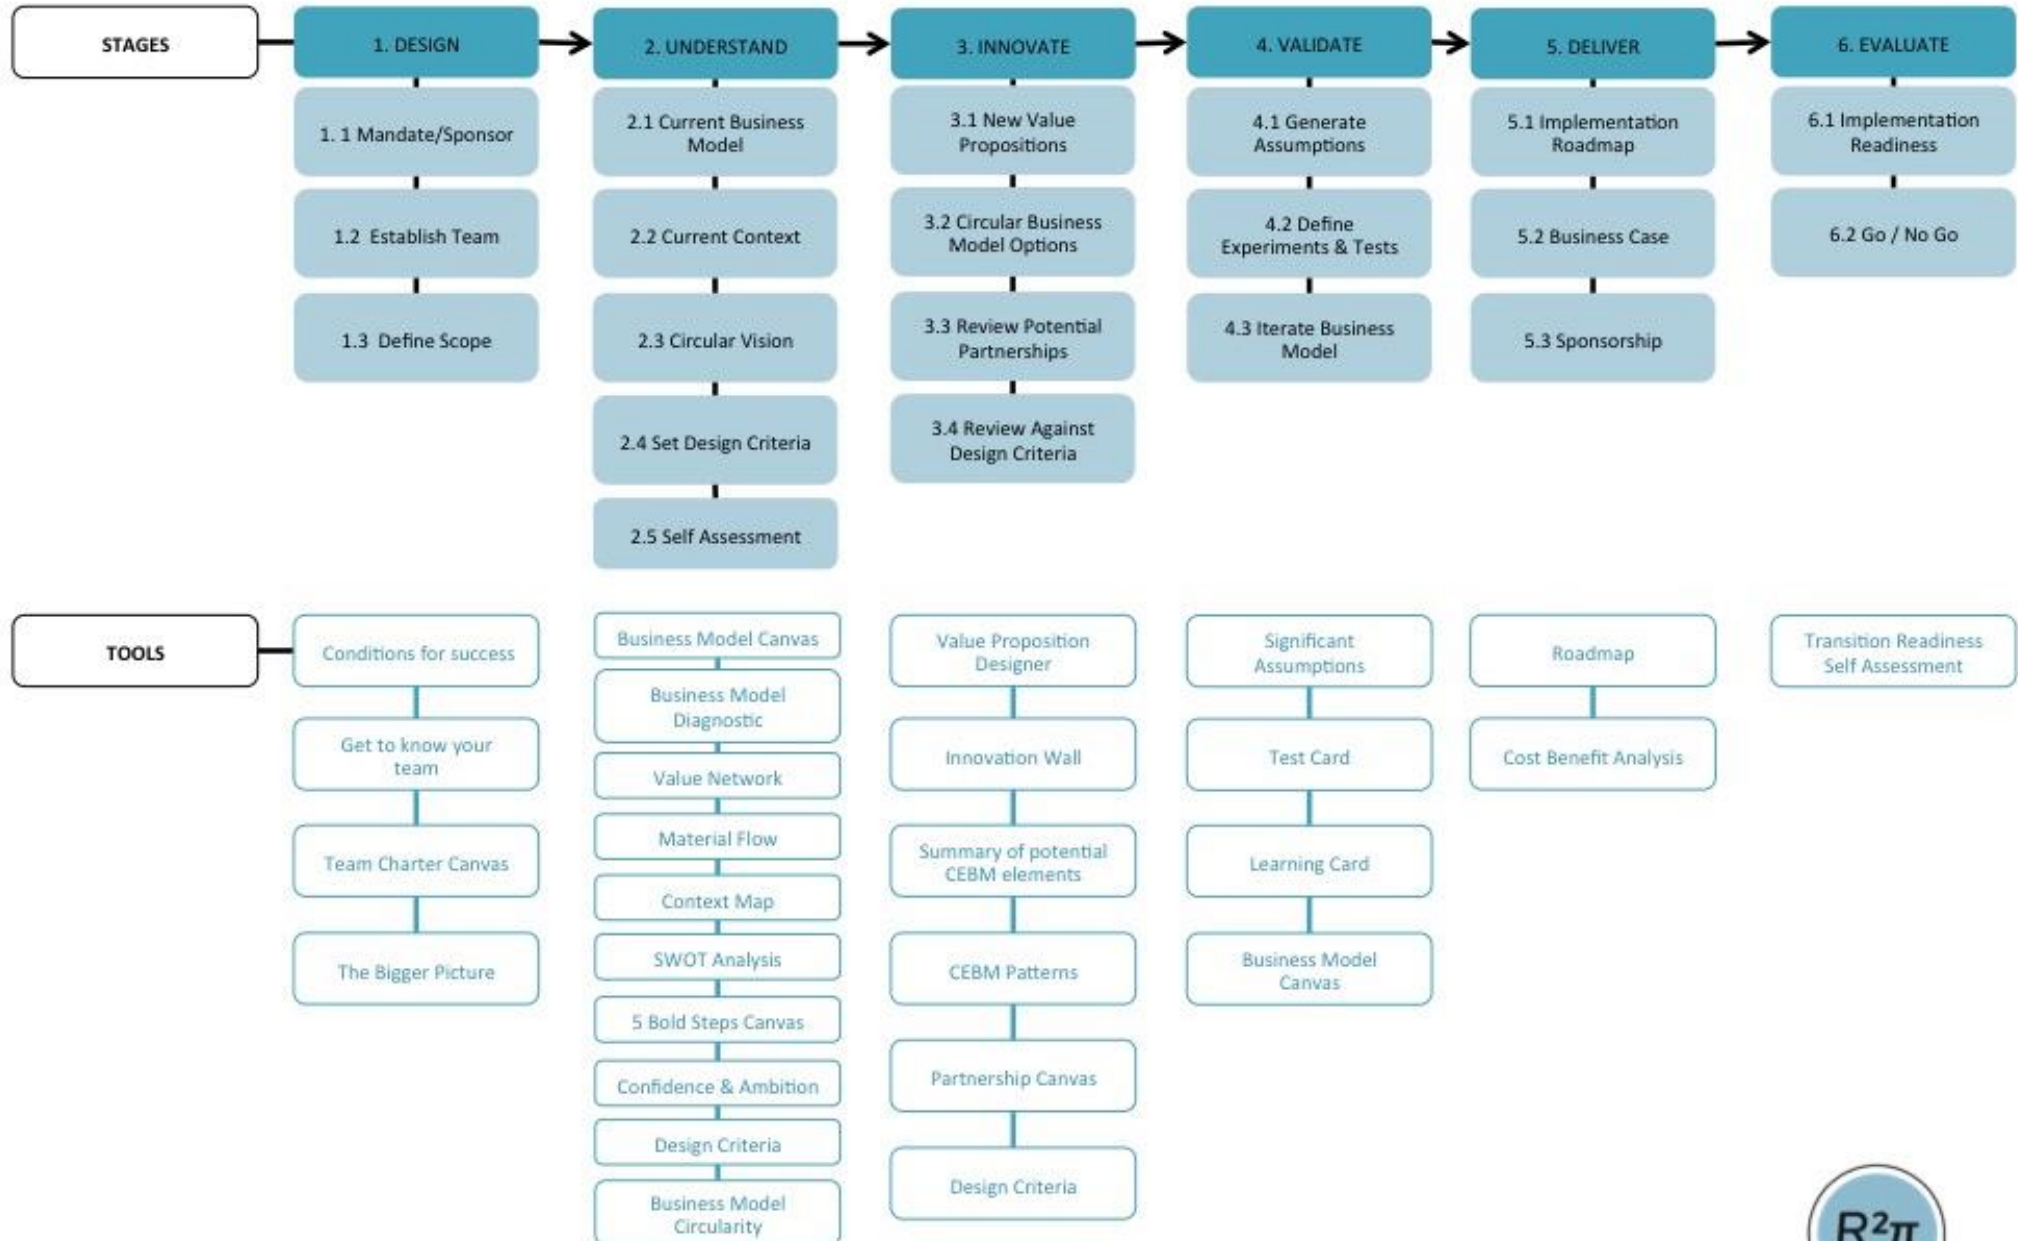 STAGES
1. DESIGN
2. UNDERSTAND
3. INNOVATE
4. VALIDATE
5. DELIVER
6. EVALUATE
1. 1 Mandate/Sponsor
1.2 Establish Team
1.3 Define Scope
2.1 Current Business
Model
2.2 Current Context
2.3 Circular Vision
2.4 Set Design Criteria
2.5 Self Assessment
3.1 New Value
Propositions
3.2 Circular Business
Model Options
3.3 Review Potential
Partnerships
3.4 Review Against
Design Criteria
4.1 Generate
Assumptions
4.2 Define
Experiments & Tests
4.3 Iterate Business
Model
5.1 Implementation
Roadmap
5.2 Business Case
5.3 Sponsorship
6.1 Implementation
Readiness
6.2 Go / No Go
TOOLS
Conditions for success
Get to know your
team
Team Charter Canvas
The Bigger Picture
Business Model Canvas
Business Model
Diagnostic
Value Network
Material Flow
Context Map
SWOT Analysis
5 Bold Steps Canvas
Confidence & Ambition
Design Criteria
Business Model
Circularity
Value Proposition
Designer
Innovation Wall
Summary of potential
CEBM elements
CEBM Patterns
Partnership Canvas
Design Criteria
Significant
Assumptions
Test Card
Learning Card
Business Model
Canvas
Roadmap
Cost Benefit Analysis
Transition Readiness
Self Assessment
R²π